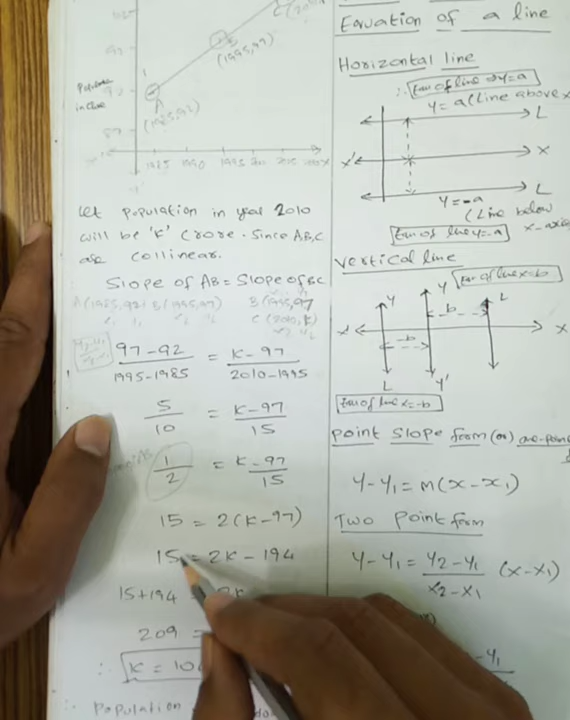 (1995,97)
A
(1985,92)
1985 1990 1995
Let population in year 2010
will be 'K' crore. Since A,B,C
are collinear.
Slope of AB = Slope of BC
A(1985,92) B(1995,97)
B(1995,97
C(2010,K)
97-92 / 1995-1985 = K-97 / 2010-1995
5/10 = K-97 / 15
1/2 = K-97 / 15
15 = 2(K-97)
15 = 2K-194
15+194 =
209 =
∴ K = 10
∴ Population
Equation of a line
Horizontal line
∴ Eqn of line y=a
y = a (Line above x
L
X' X
L
y = -a
(Line below
Eqn of line y=-a x-axis
Vertical line
Eqn of line x=b
Y Y L
b
X' X
b
L Y'
Eqn of line x=-b
Point Slope form (or) one-point
y-y₁ = m(x-x₁)
Two point form
y-y₁ = y₂-y₁ / x₂-x₁ (x-x₁)